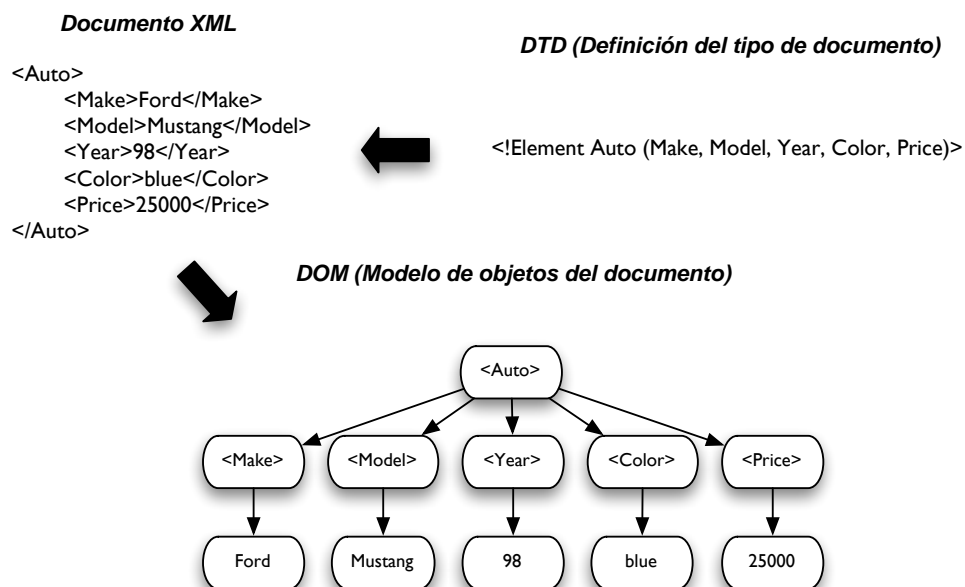 Documento XML
DTD (Definición del tipo de documento)
<Auto>
<Make>Ford</Make>
<Model>Mustang</Model>
<Year>98</Year>
<Color>blue</Color>
<Price>25000</Price>
</Auto>
<!Element Auto (Make, Model, Year, Color, Price)>
DOM (Modelo de objetos del documento)
<Auto>
<Make> <Model> <Year> <Color> <Price>
Ford Mustang 98 blue 25000